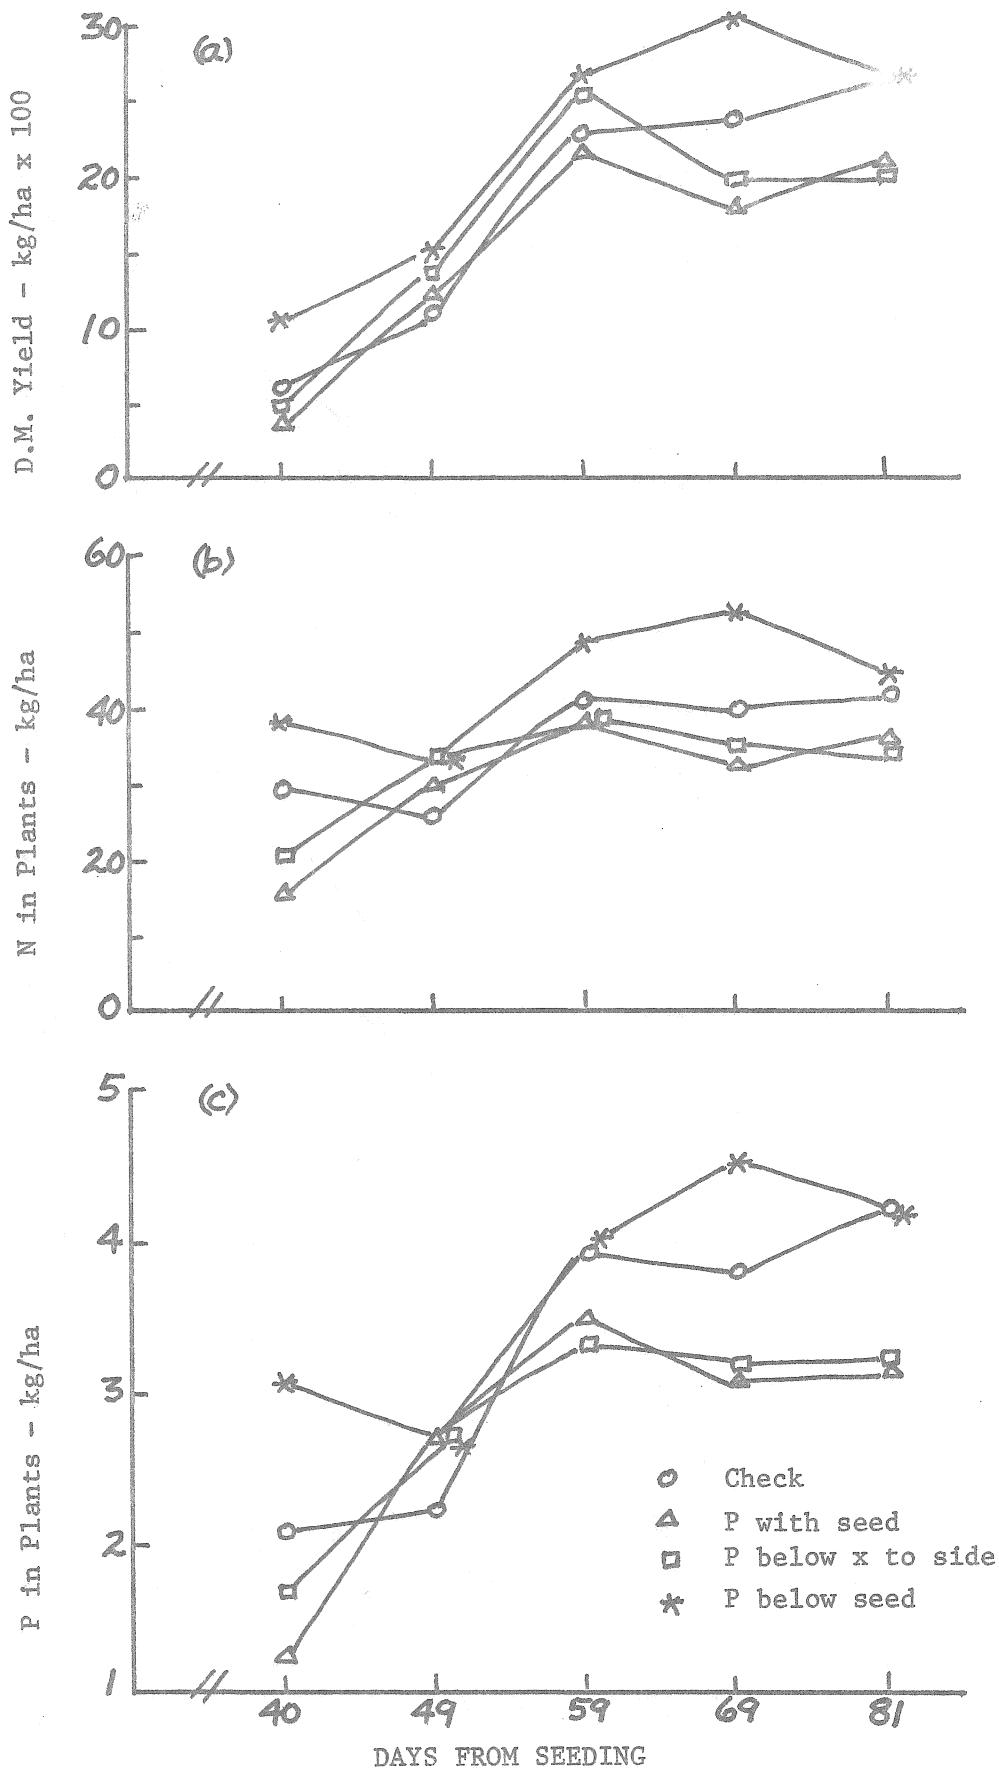 (a)
30
20
10
0
D.M. Yield - kg/ha x 100
(b)
60
40
20
0
N in Plants - kg/ha
(c)
5
4
3
2
1
P in Plants - kg/ha
Check
P with seed
P below x to side
P below seed
40 49 59 69 81
DAYS FROM SEEDING